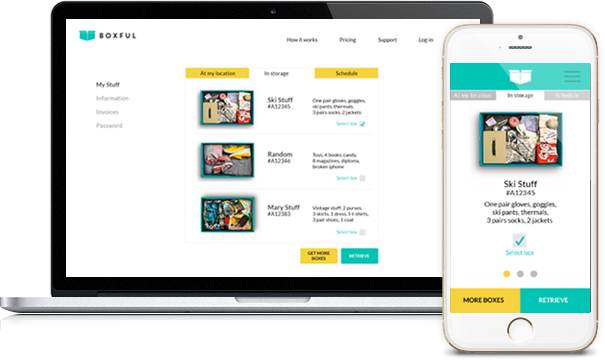 BOXFUL
How it works Pricing Support Log-in
At my location In storage Schedule
My Stuff
Information
Invoices
Password
Ski Stuff
#A12345
One pair gloves, goggles,
ski pants, thermals,
3 pairs socks, 2 jackets
Select box
Random
#A12346
Toys, 4 books, candy,
8 magazines, diploma,
broken iphone
Select box
Mary Stuff
#A12383
Vintage stuff, 2 purses,
3 skirts, 1 dress, 5 t-shirts,
3 pair shoes, 1 coat
Select box
GET MORE
BOXES
RETRIEVE
At my location In storage Schedule
Ski Stuff
#A12345
One pair gloves, goggles,
ski pants, thermals,
3 pairs socks, 2 jackets
Select box
MORE BOXES RETRIEVE